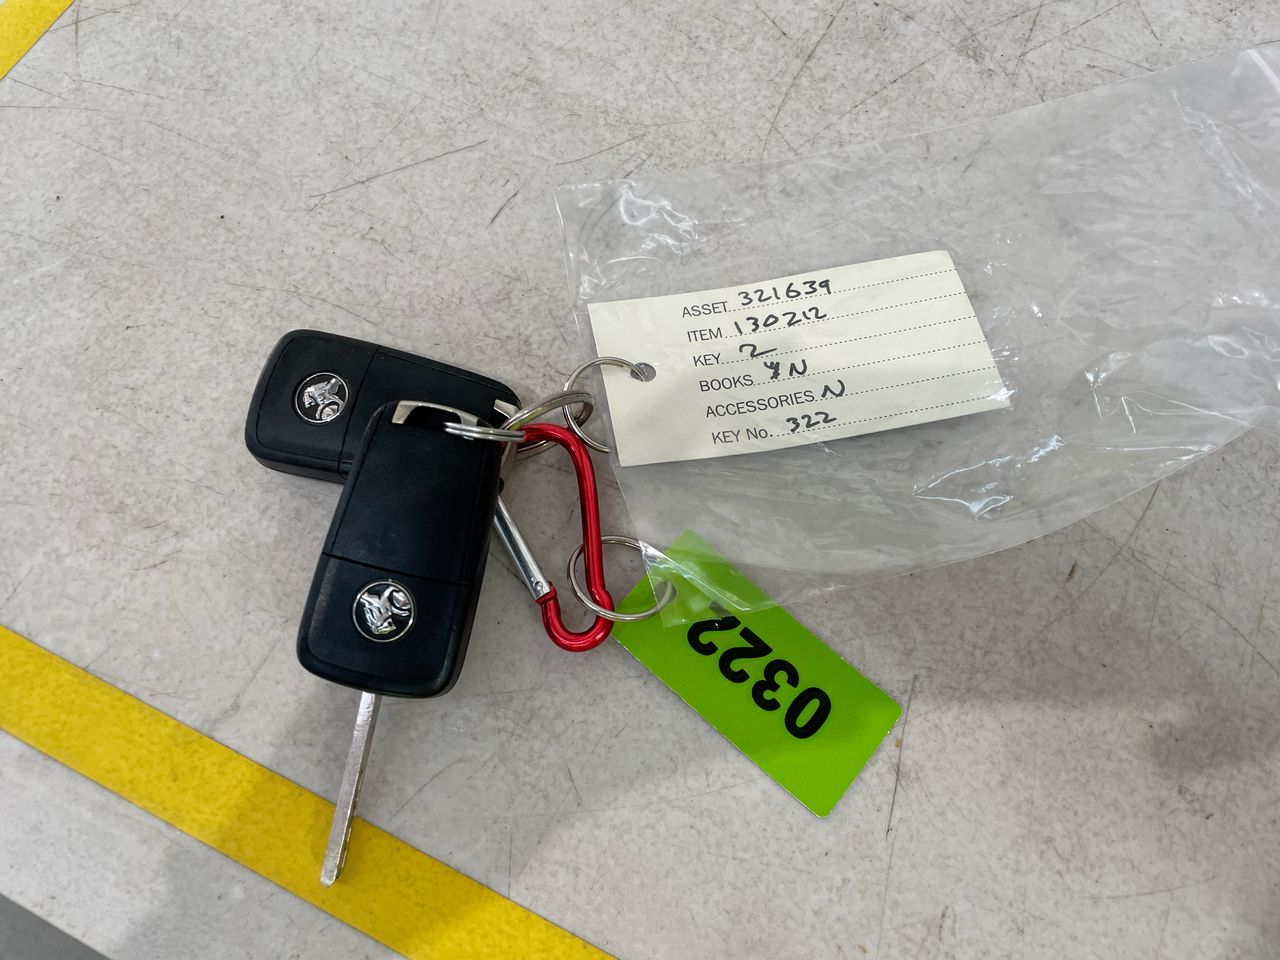 ASSET 321639
ITEM 130212
KEY 2
BOOKS N
ACCESSORIES N
KEY No. 322
0322